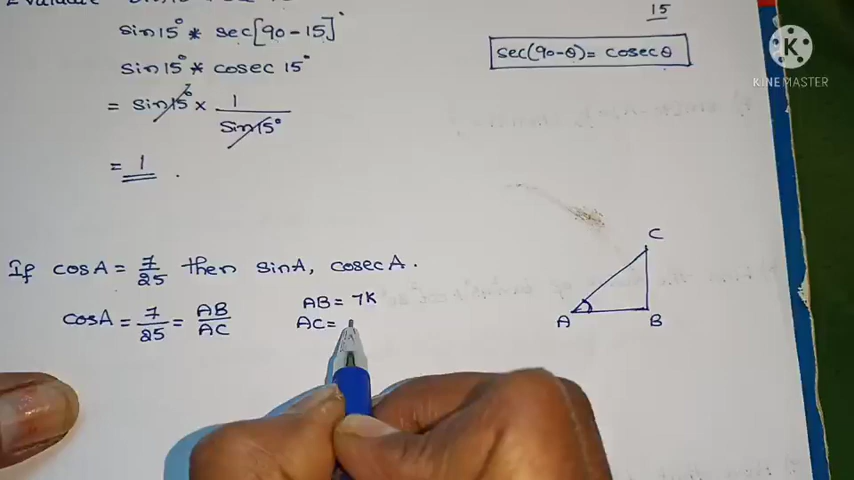 15
sin15° * sec[90-15]°
sec(90-θ) = cosecθ
sin15° * cosec 15°
= sin15° × 1
sin15°
= 1 .
If cosA = 7/25 then sinA, cosecA.
cosA = 7/25 = AB/AC
AB = 7K
AC =
C
A
B
K
KINEMASTER